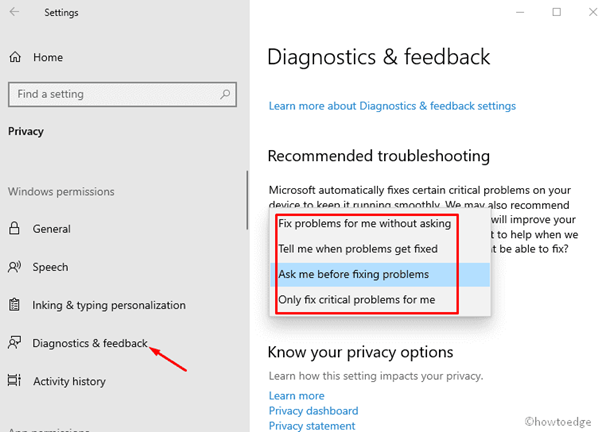 Settings
Home
Find a setting
Privacy
Windows permissions
General
Speech
Inking & typing personalization
Diagnostics & feedback
Activity history
Diagnostics & feedback
Learn more about Diagnostics & feedback settings
Recommended troubleshooting
Microsoft automatically fixes certain critical problems on your
device to keep it running smoothly. We may also recommend
will improve your
t to help when we
t be able to fix?
Fix problems for me without asking
Tell me when problems get fixed
Ask me before fixing problems
Only fix critical problems for me
Know your privacy options
Learn how this setting impacts your privacy.
Learn more
Privacy dashboard
Privacy statement
©howtoedge